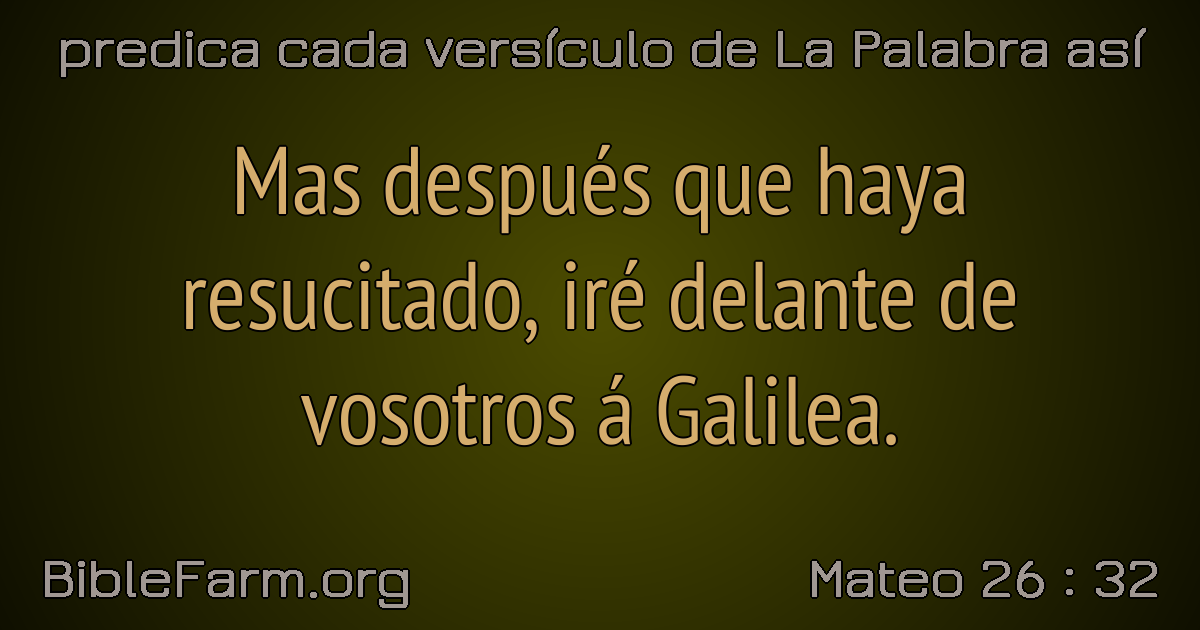 predica cada versículo de La Palabra así
Mas después que haya
resucitado, iré delante de
vosotros á Galilea.
BibleFarm.org
Mateo 26 : 32